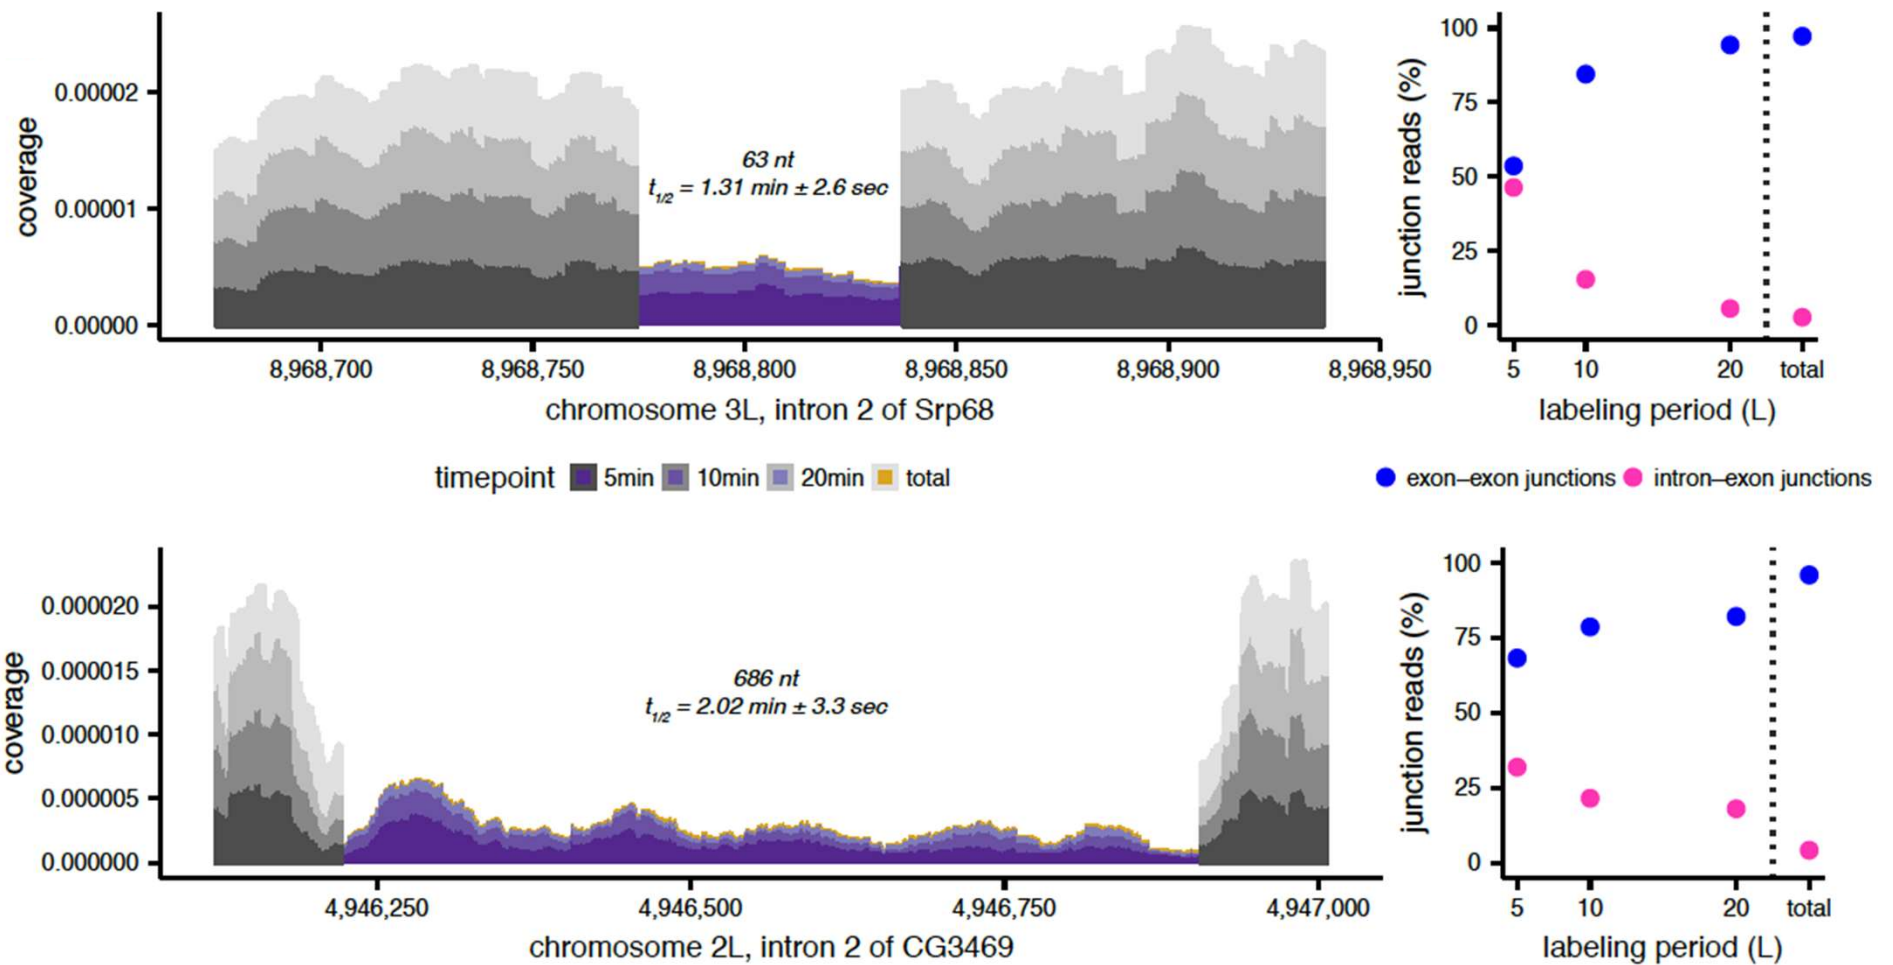 coverage
0.00002
0.00001
0.00000
63 nt
t1/2 = 1.31 min ± 2.6 sec
8,968,700 8,968,750 8,968,800 8,968,850 8,968,900 8,968,950
chromosome 3L, intron 2 of Srp68
junction reads (%)
100
75
50
25
0
5 10 20 total
labeling period (L)
timepoint 5min 10min 20min total
exon–exon junctions intron–exon junctions
coverage
0.000020
0.000015
0.000010
0.000005
0.000000
686 nt
t1/2 = 2.02 min ± 3.3 sec
4,946,250 4,946,500 4,946,750 4,947,000
chromosome 2L, intron 2 of CG3469
junction reads (%)
100
75
50
25
0
5 10 20 total
labeling period (L)